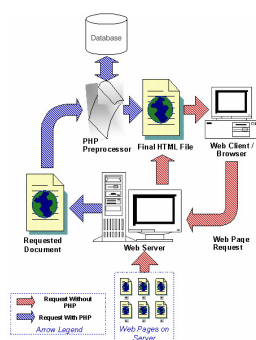 Database
PHP
Preprocessor
Final HTML File
Web Client /
Browser
Requested
Document
Web Server
Web Page
Request
Request Without
PHP
Request With PHP
Arrow Legend
Web Pages on
Server